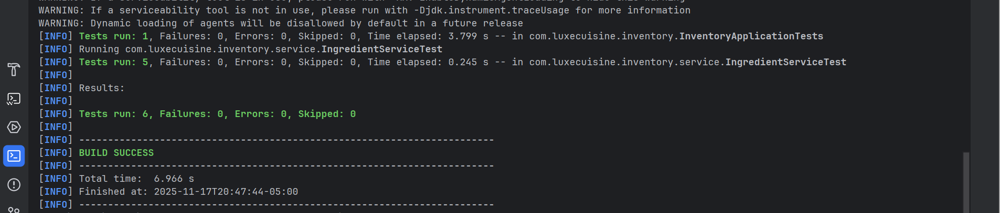 WARNING: If a serviceability tool is not in use, please run with -Djdk.instrument.traceUsage for more information
WARNING: Dynamic loading of agents will be disallowed by default in a future release
[INFO] Tests run: 1, Failures: 0, Errors: 0, Skipped: 0, Time elapsed: 3.799 s -- in com.luxecuisine.inventory.InventoryApplicationTests
[INFO] Running com.luxecuisine.inventory.service.IngredientServiceTest
[INFO] Tests run: 5, Failures: 0, Errors: 0, Skipped: 0, Time elapsed: 0.245 s -- in com.luxecuisine.inventory.service.IngredientServiceTest
[INFO]
[INFO] Results:
[INFO]
[INFO] Tests run: 6, Failures: 0, Errors: 0, Skipped: 0
[INFO]
[INFO] ------------------------------------------------------------------------
[INFO] BUILD SUCCESS
[INFO] ------------------------------------------------------------------------
[INFO] Total time:  6.966 s
[INFO] Finished at: 2025-11-17T20:47:44-05:00
[INFO] ------------------------------------------------------------------------